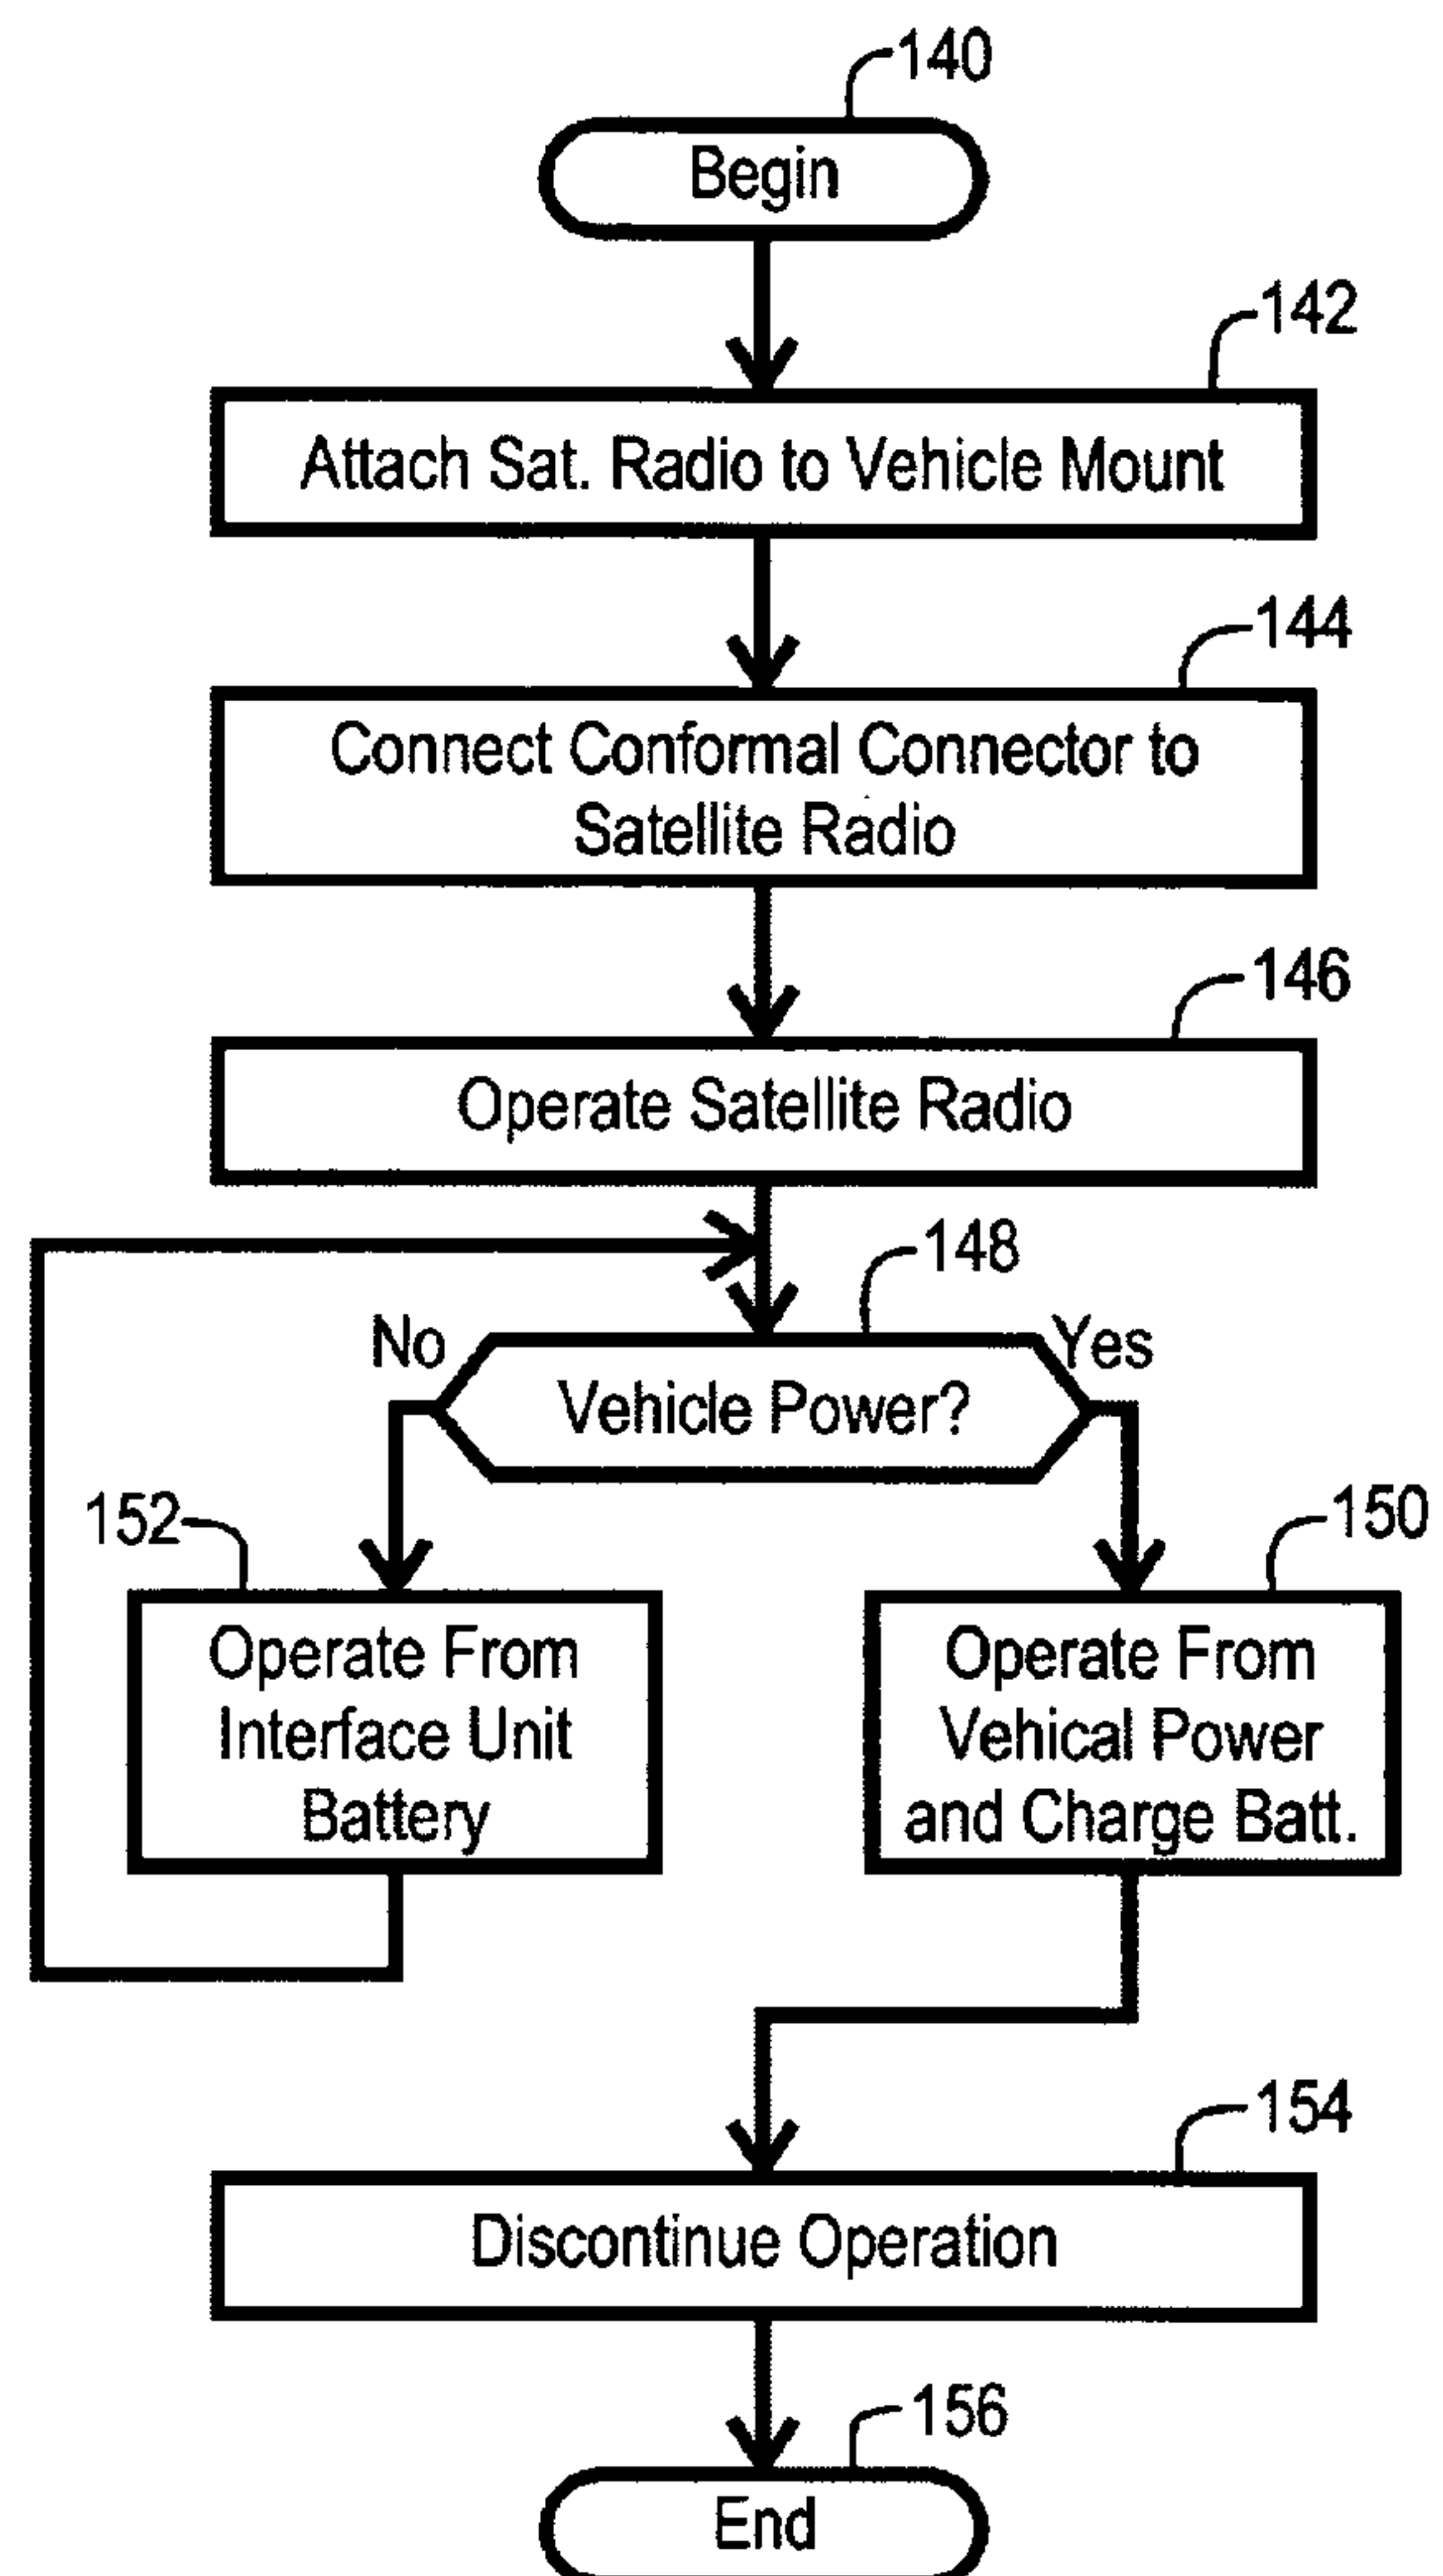 140
Begin
142
Attach Sat. Radio to Vehicle Mount
144
Connect Conformal Connector to
Satellite Radio
146
Operate Satellite Radio
148
No
Yes
Vehicle Power?
152
150
Operate From
Interface Unit
Battery
Operate From
Vehical Power
and Charge Batt.
154
Discontinue Operation
156
End